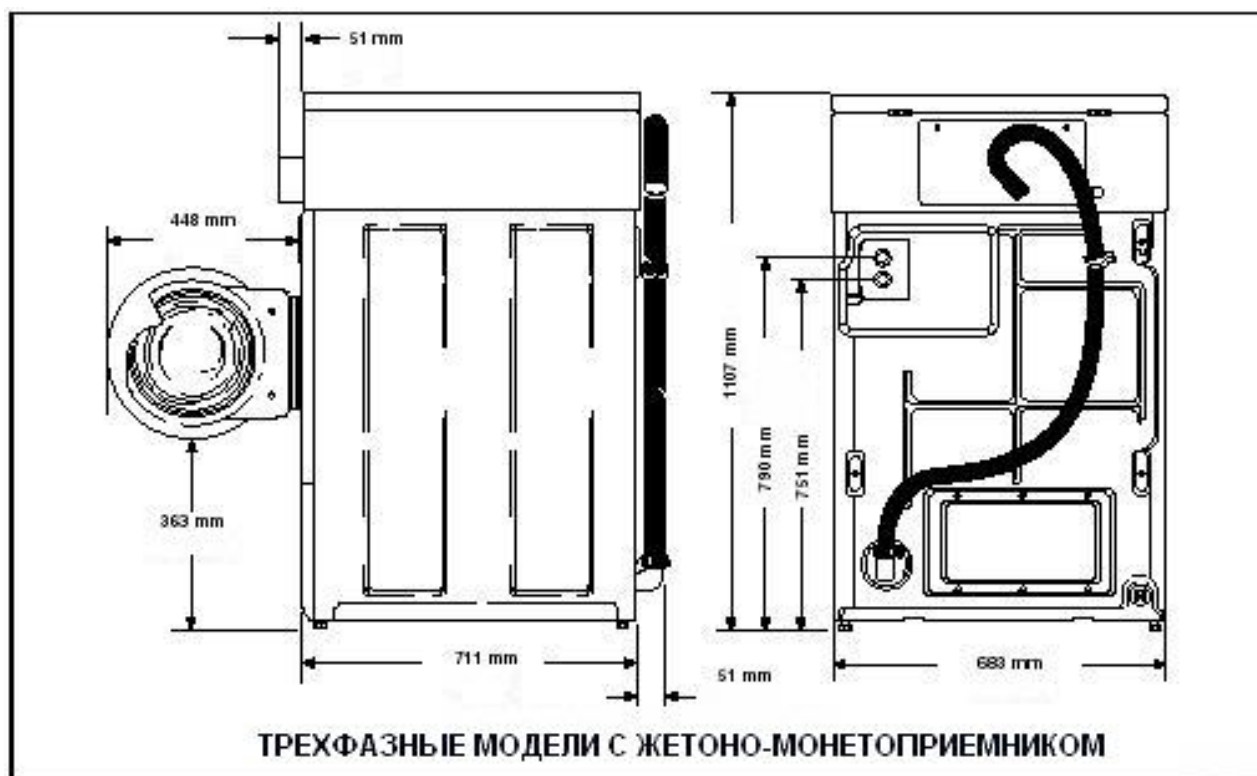 51 mm
448 mm
1107 mm
790 mm
751 mm
363 mm
711 mm
683 mm
51 mm
ТРЕХФАЗНЫЕ МОДЕЛИ С ЖЕТОНО-МОНЕТОПРИЕМНИКОМ